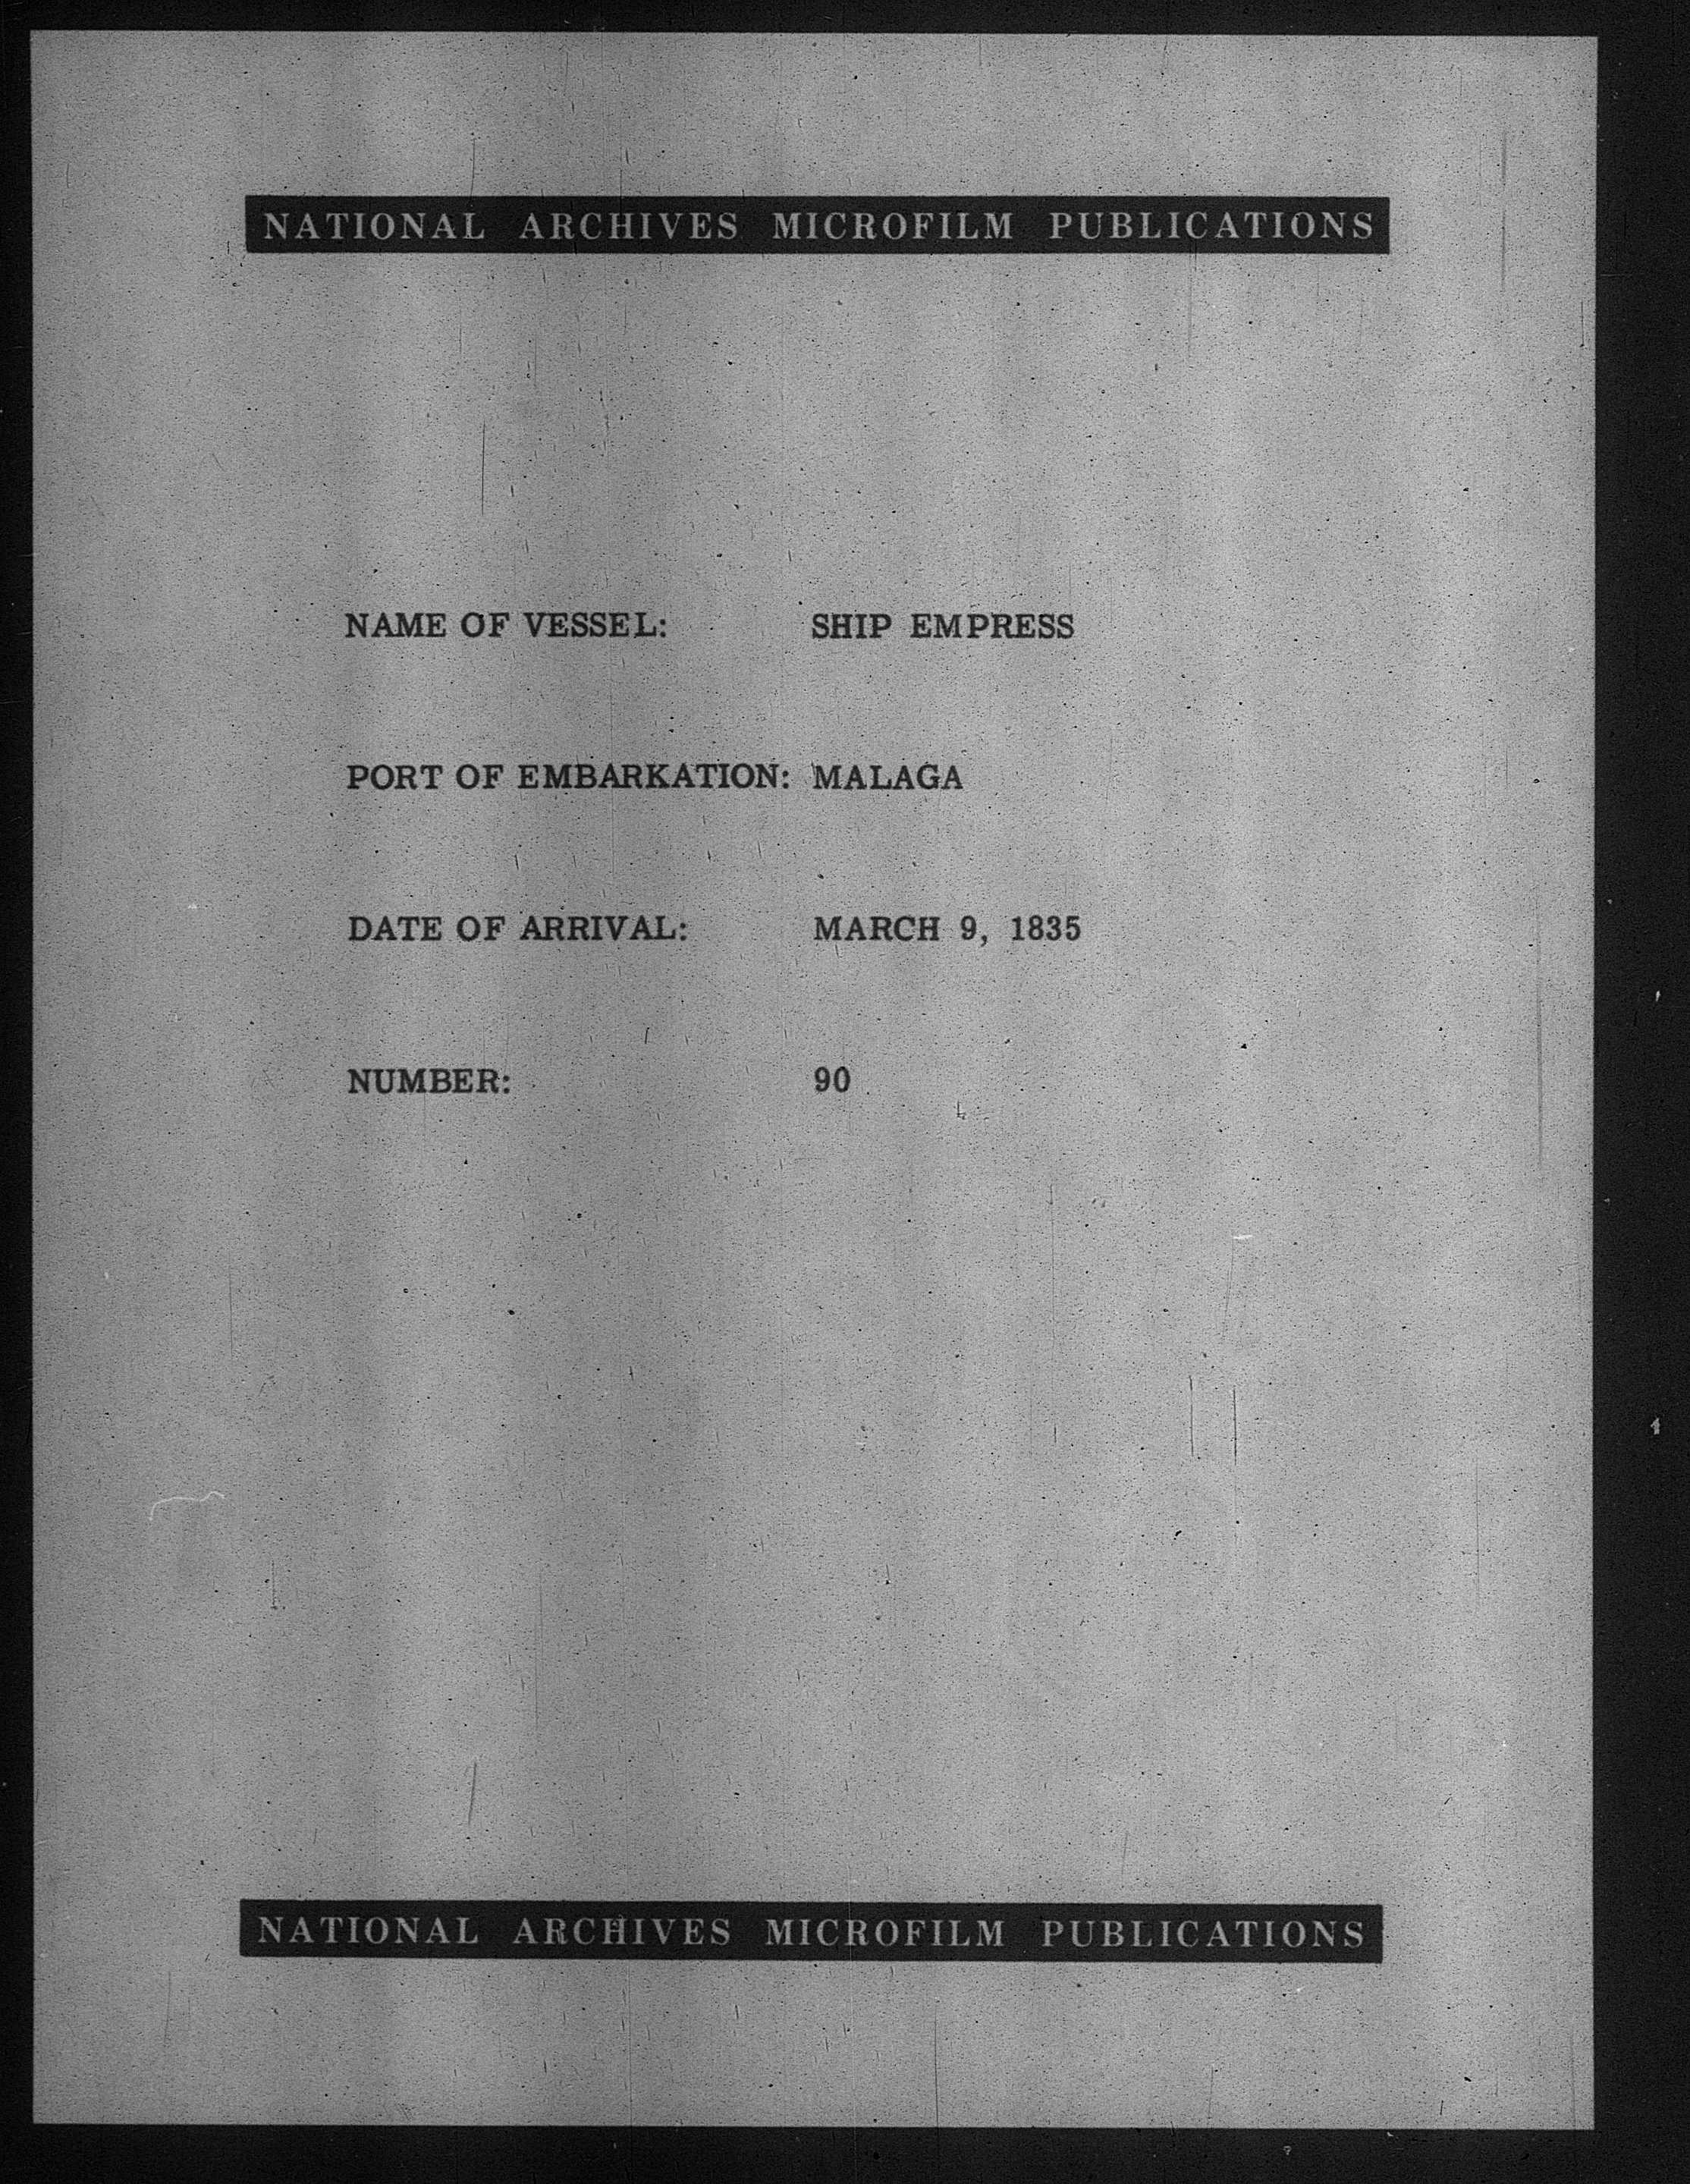 NATIONAL ARCHIVES MICROFILM PUBLICATIONS
NAME OF VESSEL: SHIP EMPRESS
PORT OF EMBARKATION: MALAGA
DATE OF ARRIVAL: MARCH 9, 1835
NUMBER: 90
NATIONAL ARCHIVES MICROFILM PUBLICATIONS